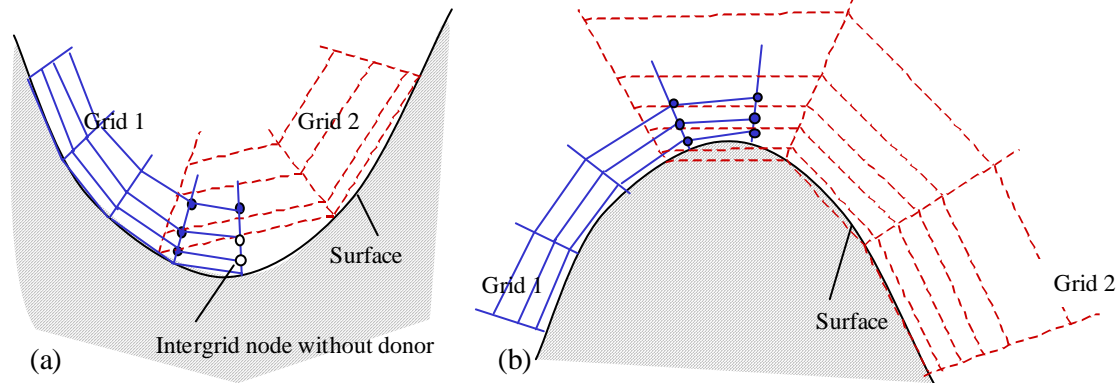 Grid 1
Grid 2
Surface
Intergrid node without donor
(a)
Grid 1
Grid 2
Surface
(b)